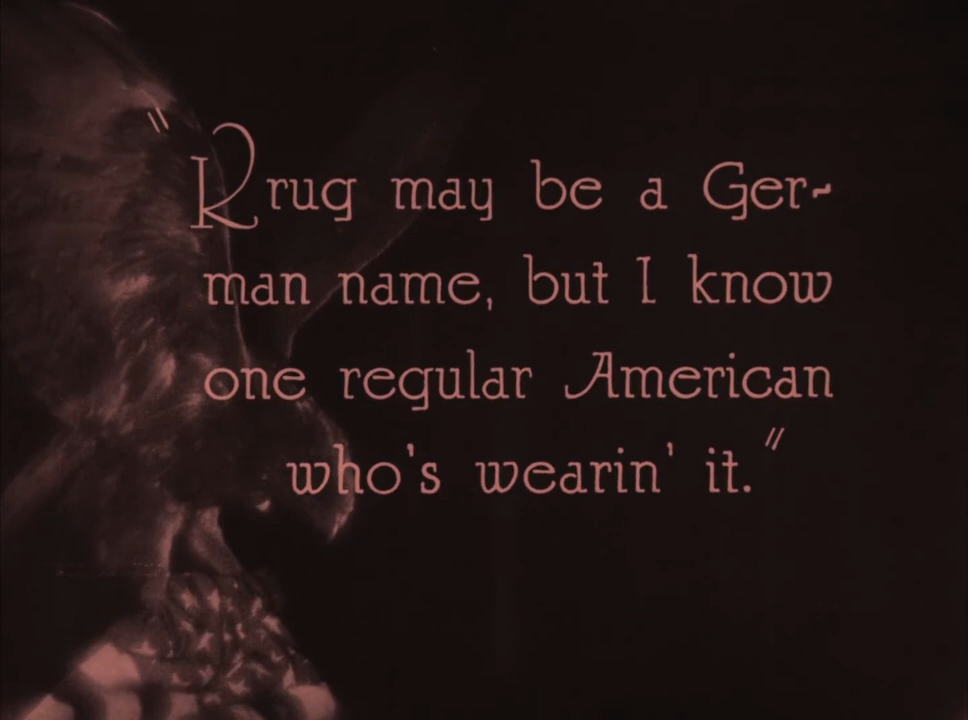 "Krug may be a Ger-
man name, but I know
one regular American
who's wearin' it."